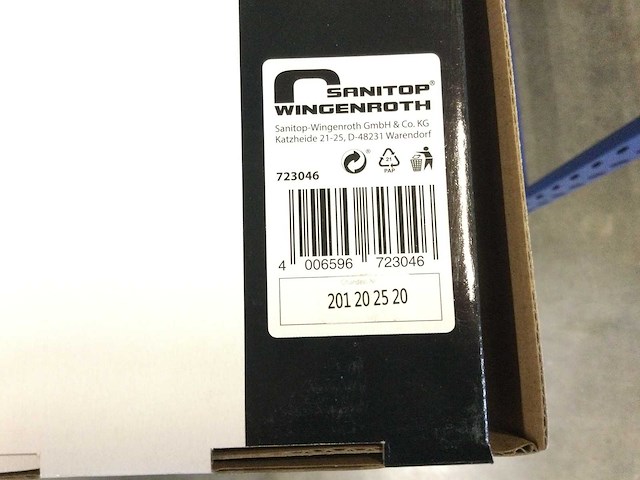 SANITOP®
WINGENROTH
Sanitop-Wingenroth GmbH & Co. KG
Katzheide 21-25, D-48231 Warendorf
®
21
PAP
723046
4 006596 723046
201 20 25 20